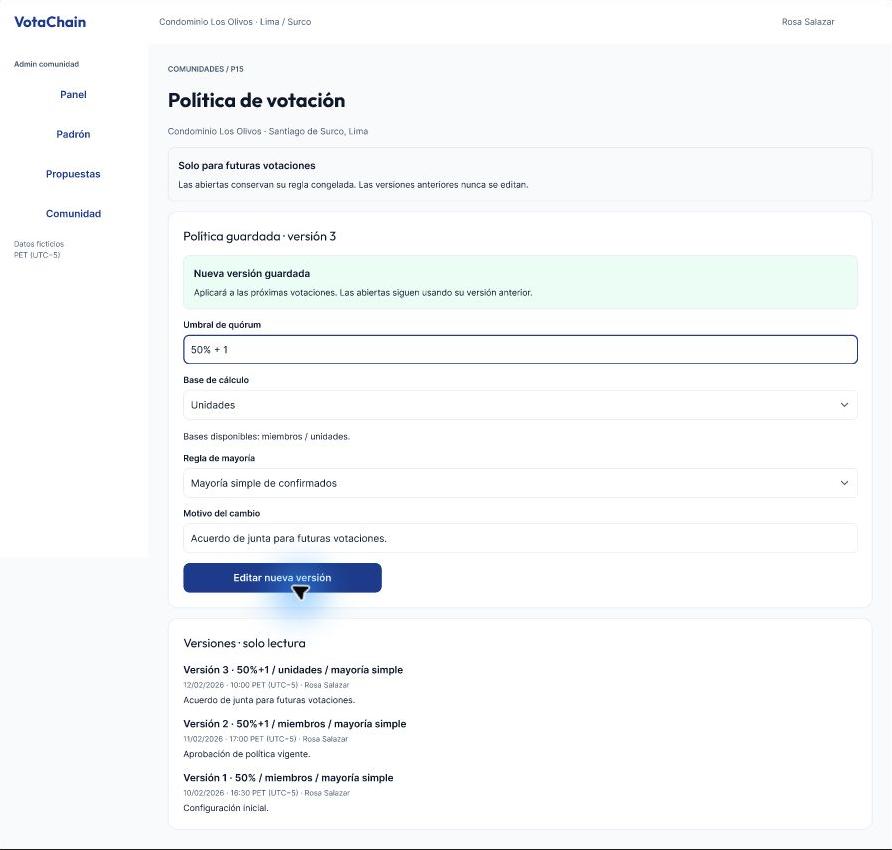 VotaChain
Condominio Los Olivos · Lima / Surco
Rosa Salazar
Admin comunidad
Panel
Padrón
Propuestas
Comunidad
Datos ficticios
PET (UTC−5)
COMUNIDADES / P15
Política de votación
Condominio Los Olivos · Santiago de Surco, Lima
Solo para futuras votaciones
Las abiertas conservan su regla congelada. Las versiones anteriores nunca se editan.
Política guardada · versión 3
Nueva versión guardada
Aplicará a las próximas votaciones. Las abiertas siguen usando su versión anterior.
Umbral de quórum
50% + 1
Base de cálculo
Unidades
Bases disponibles: miembros / unidades.
Regla de mayoría
Mayoría simple de confirmados
Motivo del cambio
Acuerdo de junta para futuras votaciones.
Editar nueva versión
Versiones · solo lectura
Versión 3 · 50%+1 / unidades / mayoría simple
12/02/2026 · 10:00 PET (UTC−5) · Rosa Salazar
Acuerdo de junta para futuras votaciones.
Versión 2 · 50%+1 / miembros / mayoría simple
11/02/2026 · 17:00 PET (UTC−5) · Rosa Salazar
Aprobación de política vigente.
Versión 1 · 50% / miembros / mayoría simple
10/02/2026 · 16:30 PET (UTC−5) · Rosa Salazar
Configuración inicial.